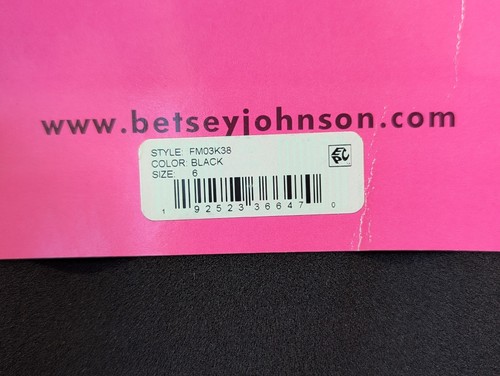 www.betseyjohnson.com
STYLE: FM03K38
COLOR: BLACK
SIZE: 6
1 92523 36647 0